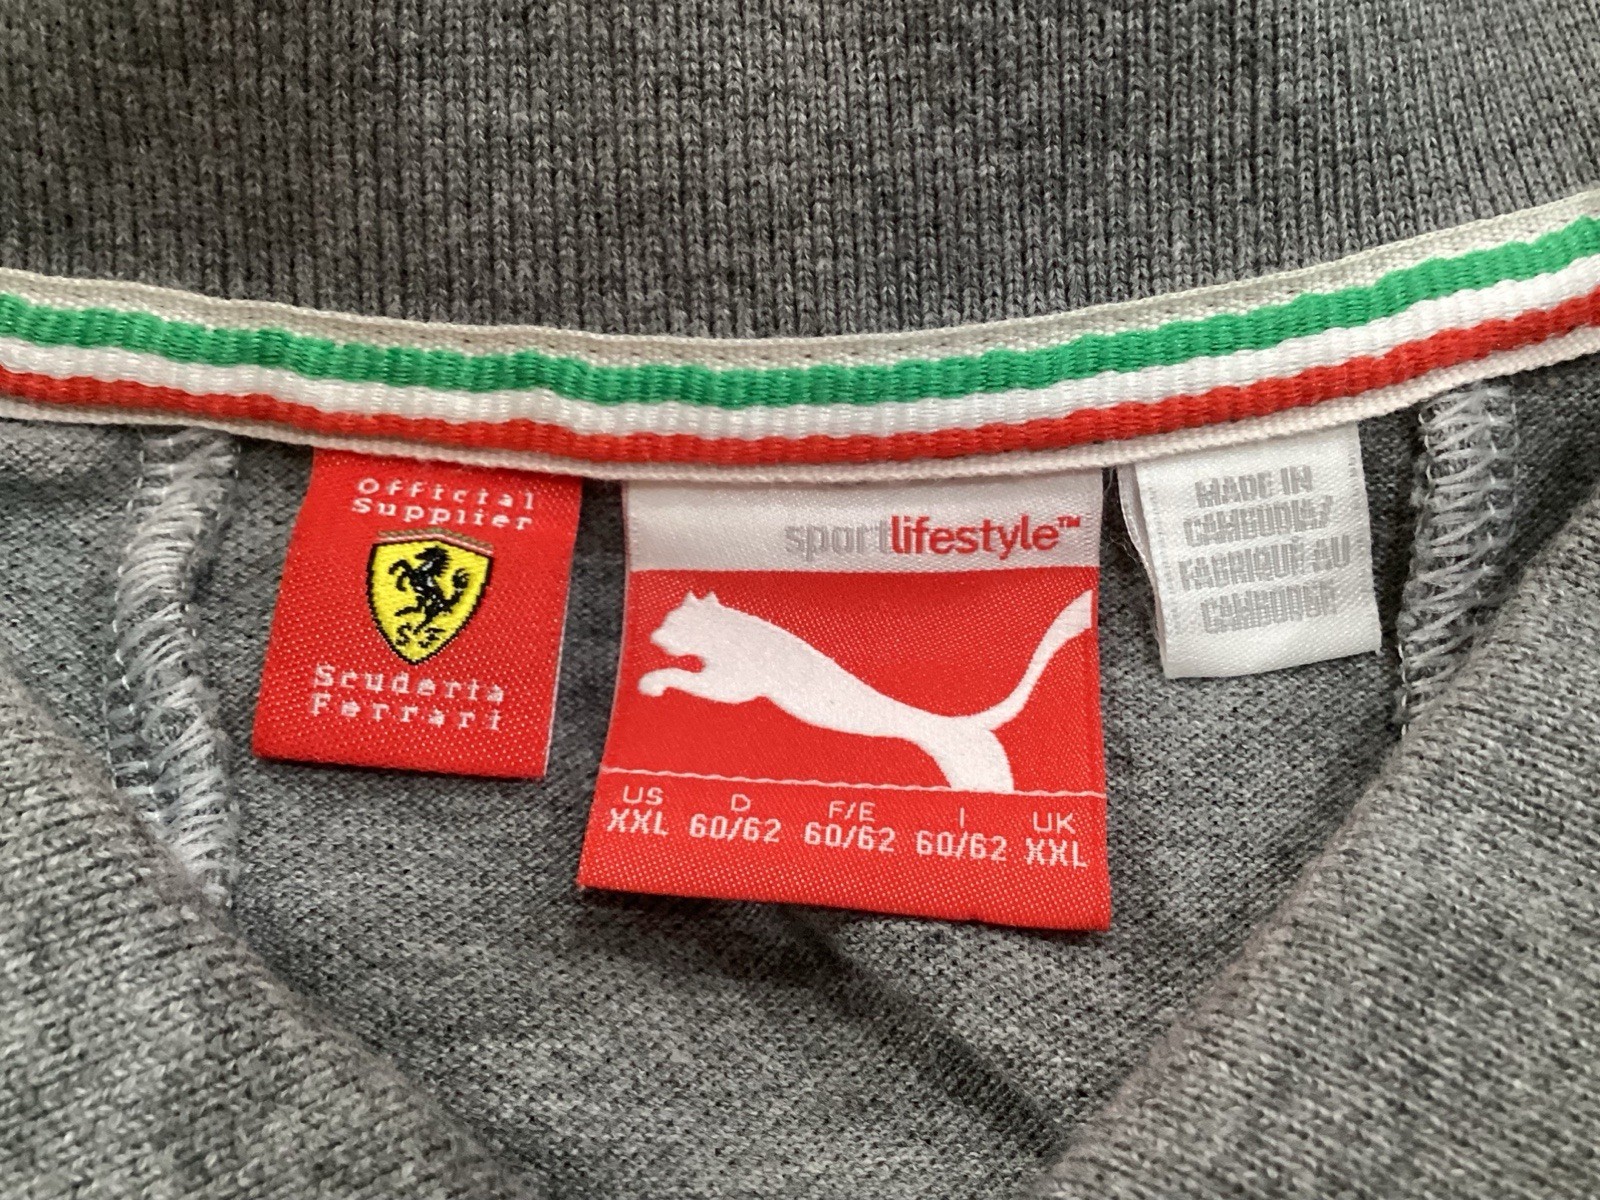 Official
Supplier
S F
Scuderia
Ferrari
sportlifestyle™
US D F/E I UK
XXL 60/62 60/62 60/62 XXL
MADE IN
CAMBODIA/
FABRIQUÉ AU
CAMBODGE